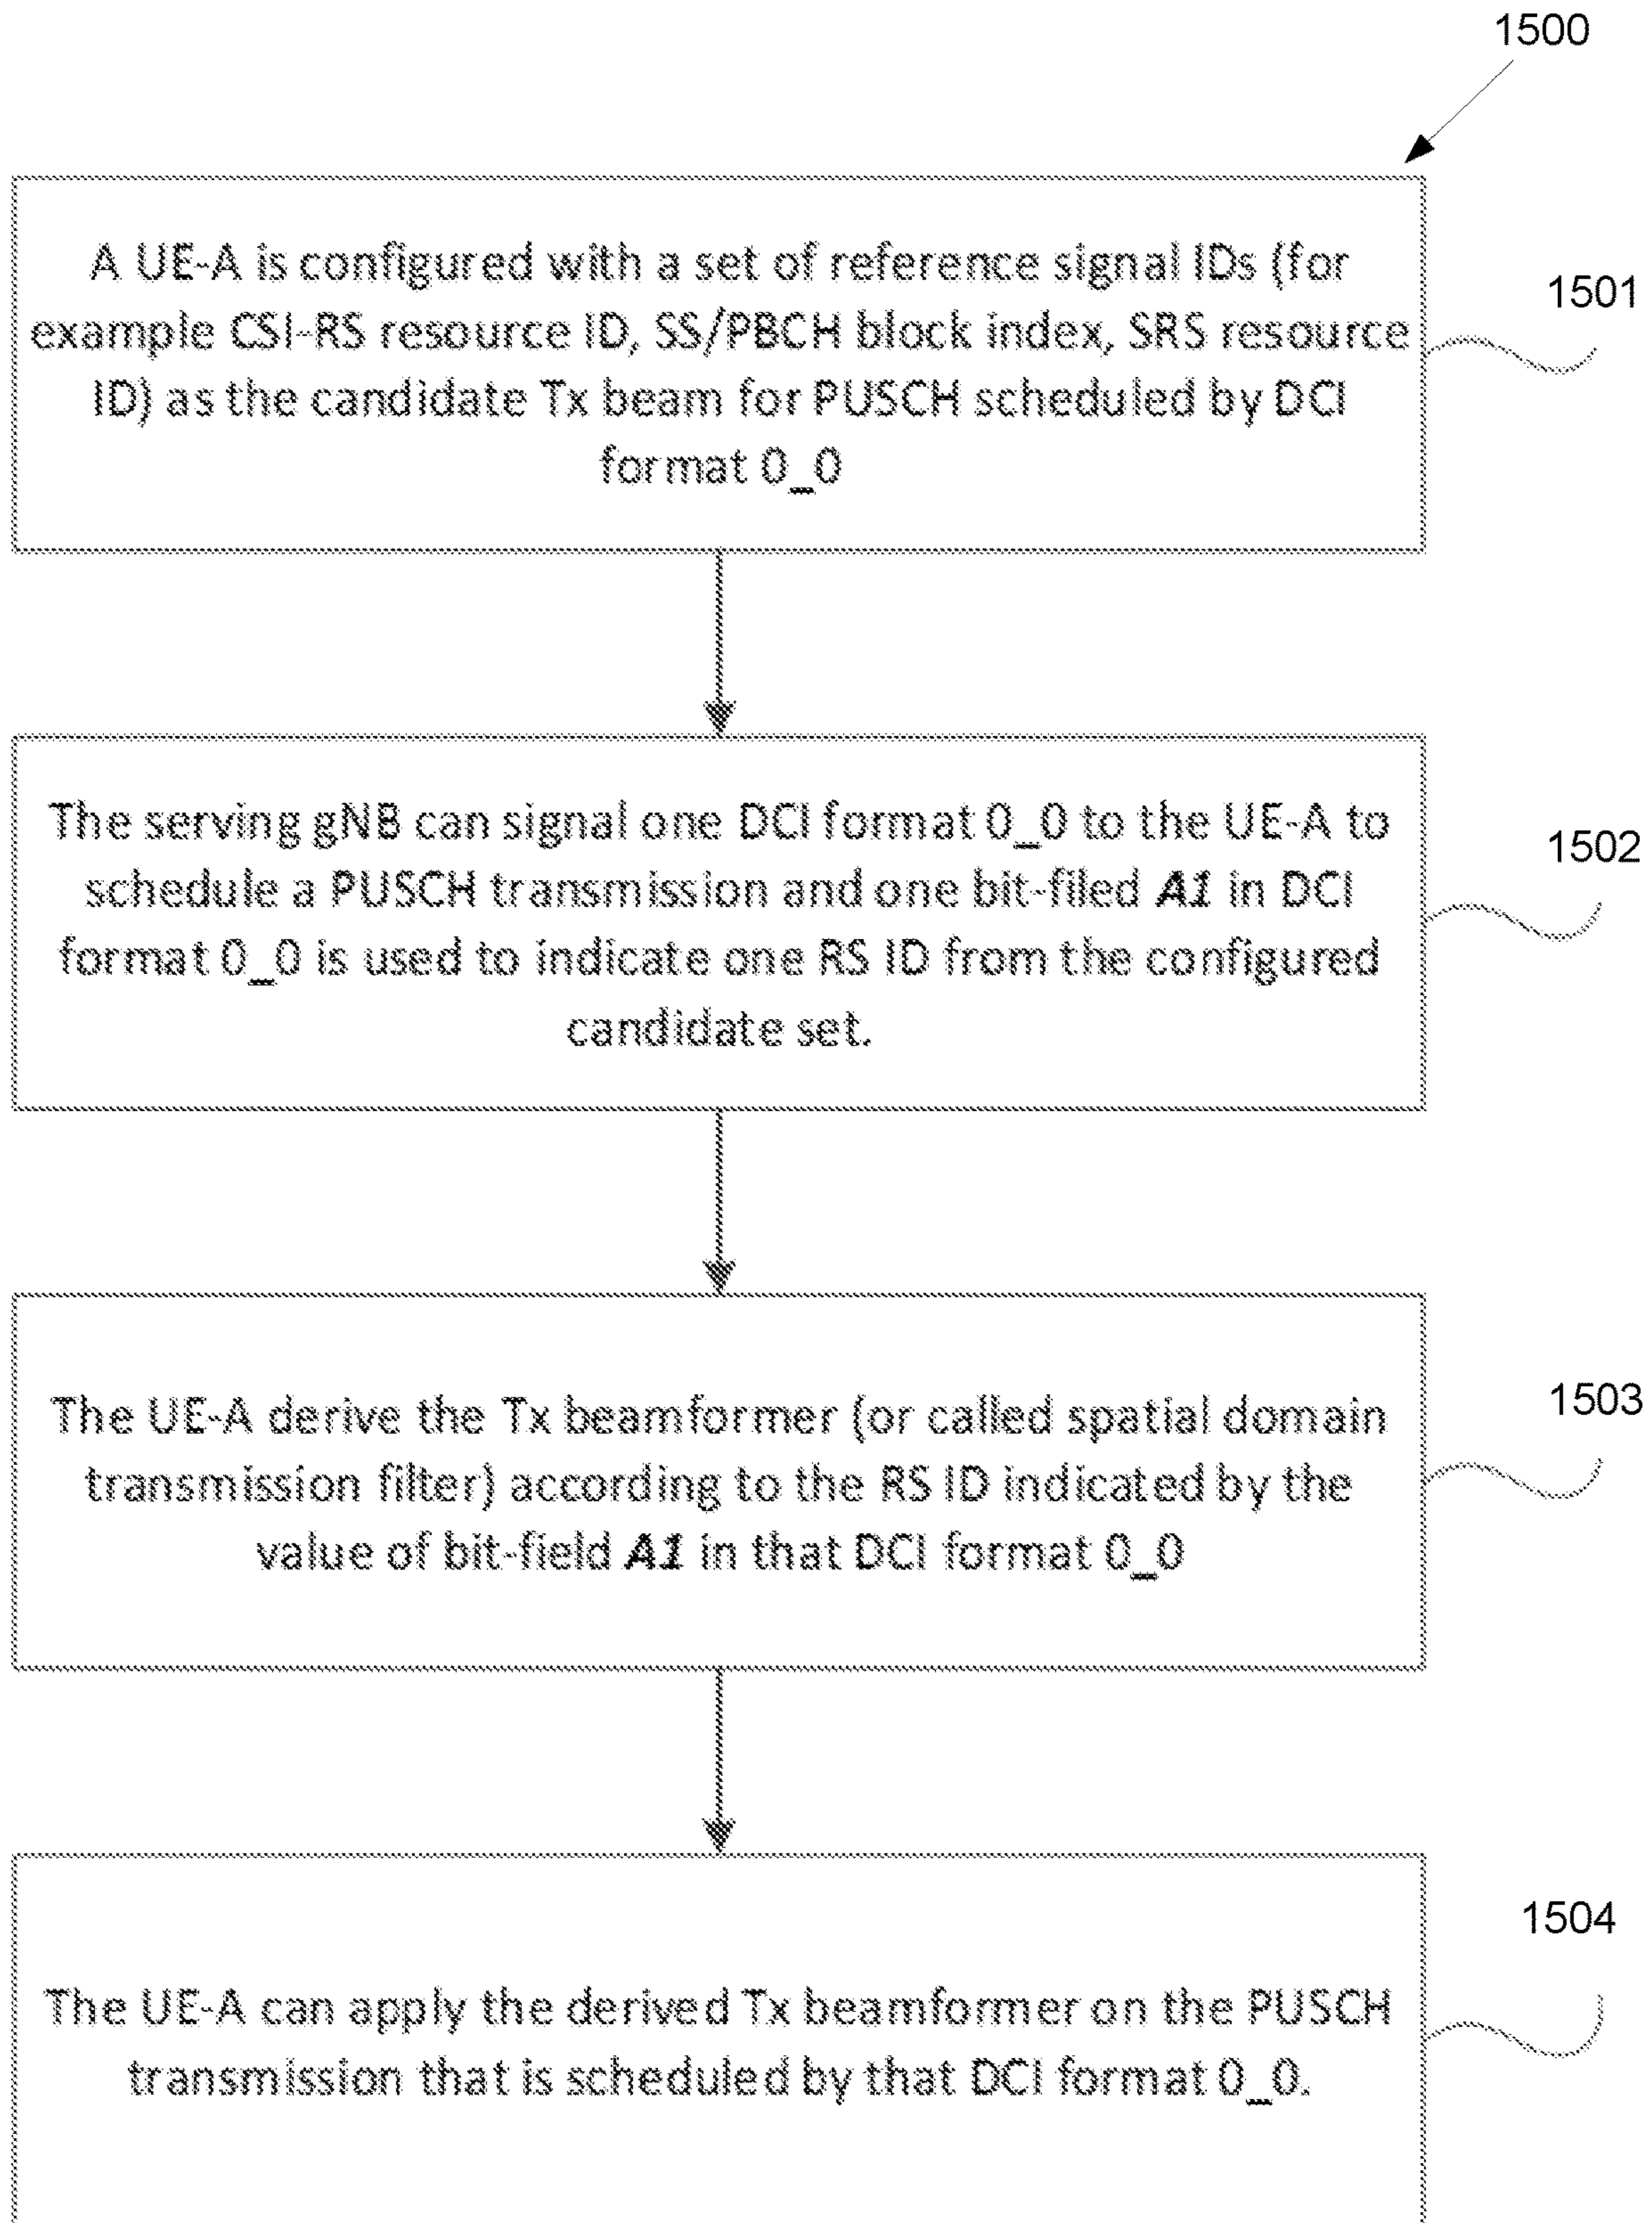 1500
A UE-A is configured with a set of reference signal IDs (for
example CSI-RS resource ID, SS/PBCH block index, SRS resource
ID) as the candidate Tx beam for PUSCH scheduled by DCI
format 0_0
1501
The serving gNB can signal one DCI format 0_0 to the UE-A to
schedule a PUSCH transmission and one bit-filed A1 in DCI
format 0_0 is used to indicate one RS ID from the configured
candidate set.
1502
The UE-A derive the Tx beamformer (or called spatial domain
transmission filter) according to the RS ID indicated by the
value of bit-field A1 in that DCI format 0_0
1503
The UE-A can apply the derived Tx beamformer on the PUSCH
transmission that is scheduled by that DCI format 0_0.
1504